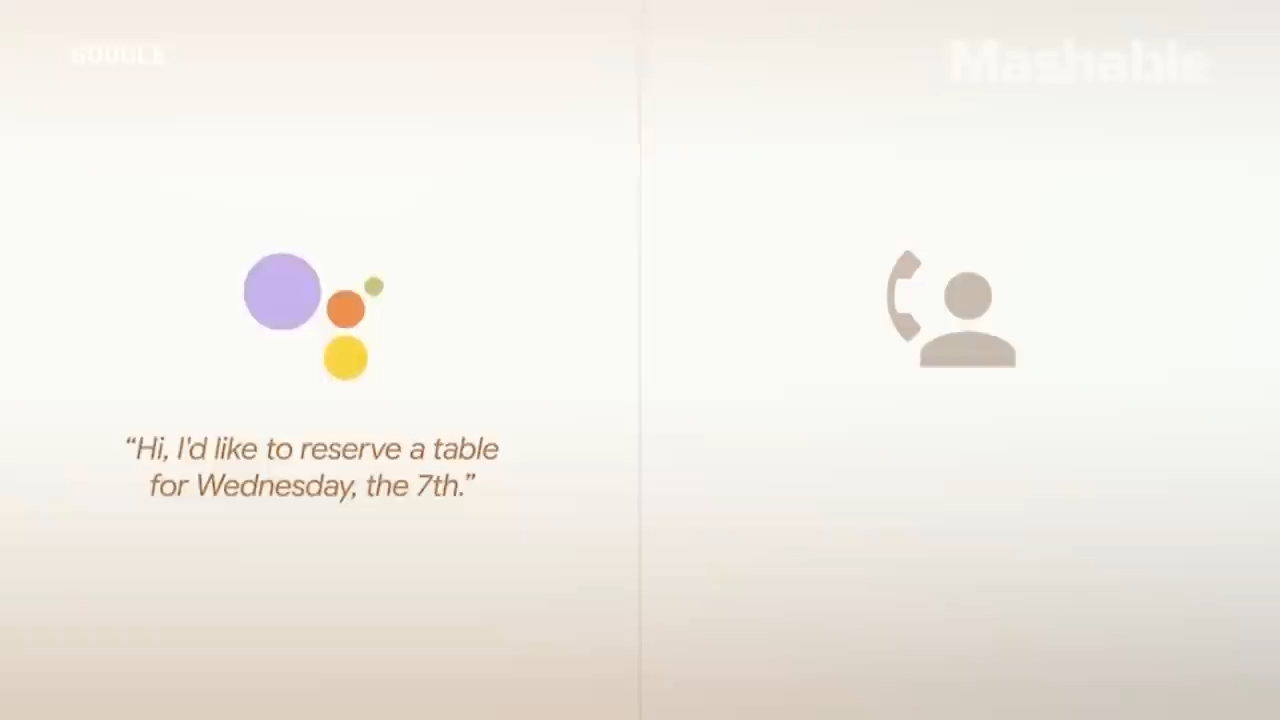 GOOGLE
Mashable
“Hi, I'd like to reserve a table
for Wednesday, the 7th.”